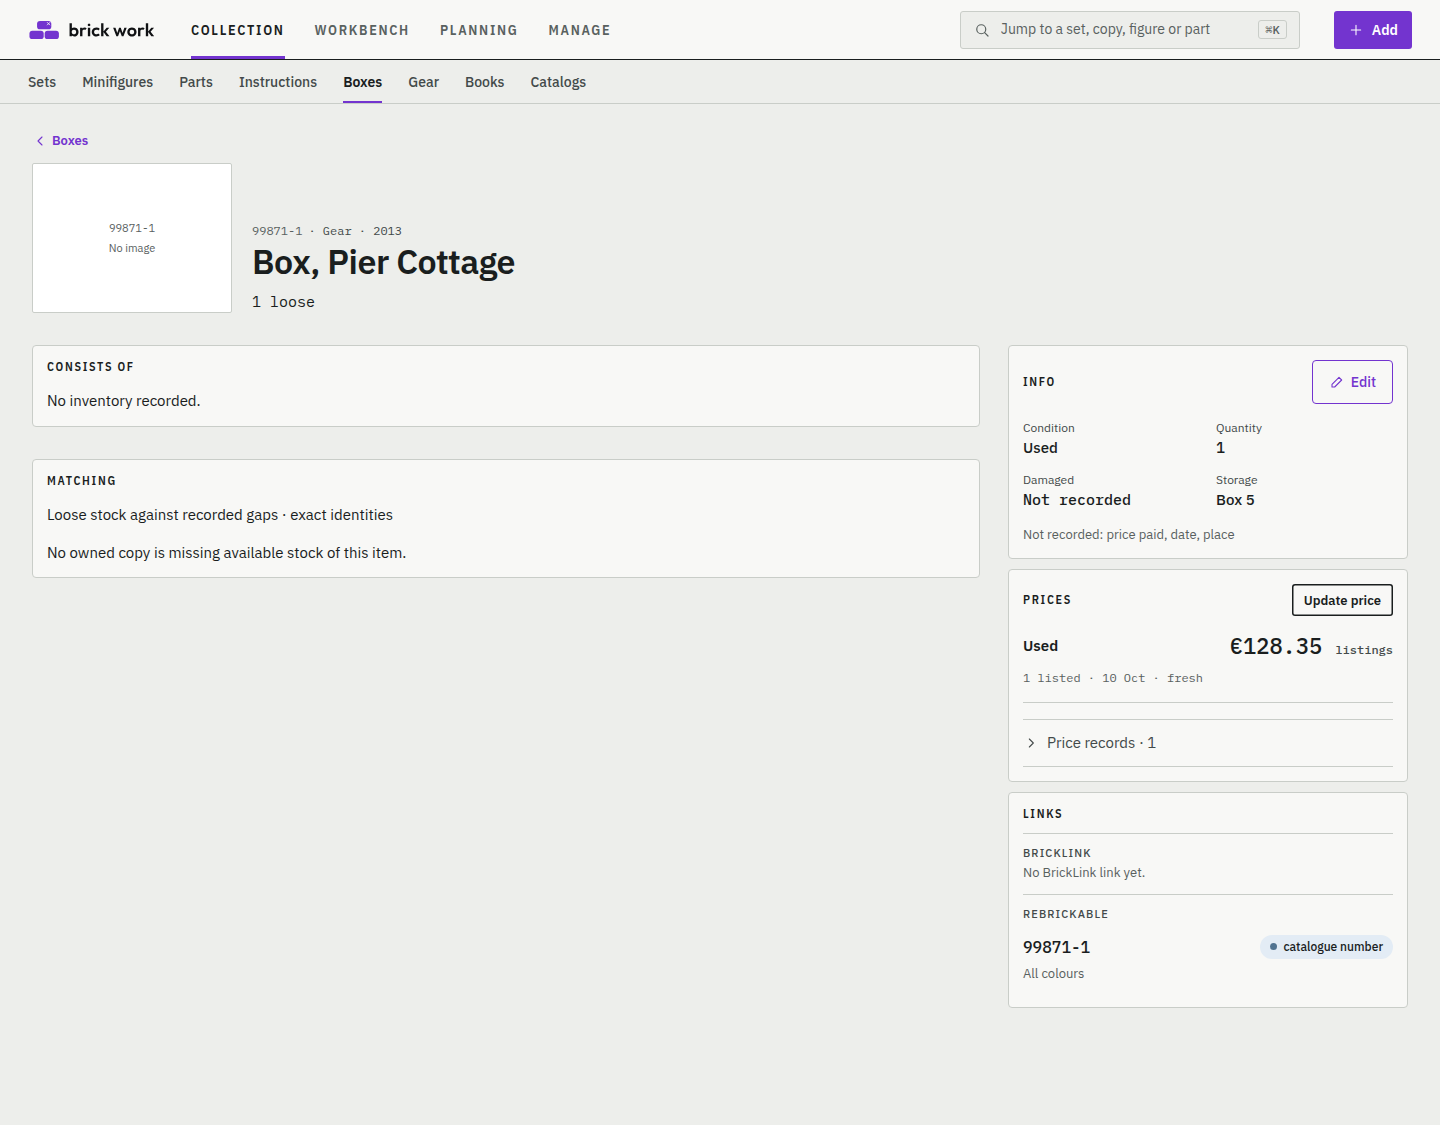 brick work
COLLECTION
WORKBENCH
PLANNING
MANAGE
Jump to a set, copy, figure or part
⌘K
Add
Sets
Minifigures
Parts
Instructions
Boxes
Gear
Books
Catalogs
Boxes
99871-1
No image
99871-1 · Gear · 2013
Box, Pier Cottage
1 loose
CONSISTS OF
No inventory recorded.
MATCHING
Loose stock against recorded gaps · exact identities
No owned copy is missing available stock of this item.
INFO
Edit
Condition
Used
Quantity
1
Damaged
Not recorded
Storage
Box 5
Not recorded: price paid, date, place
PRICES
Update price
Used
€128.35 listings
1 listed · 10 Oct · fresh
Price records · 1
LINKS
BRICKLINK
No BrickLink link yet.
REBRICKABLE
99871-1
catalogue number
All colours